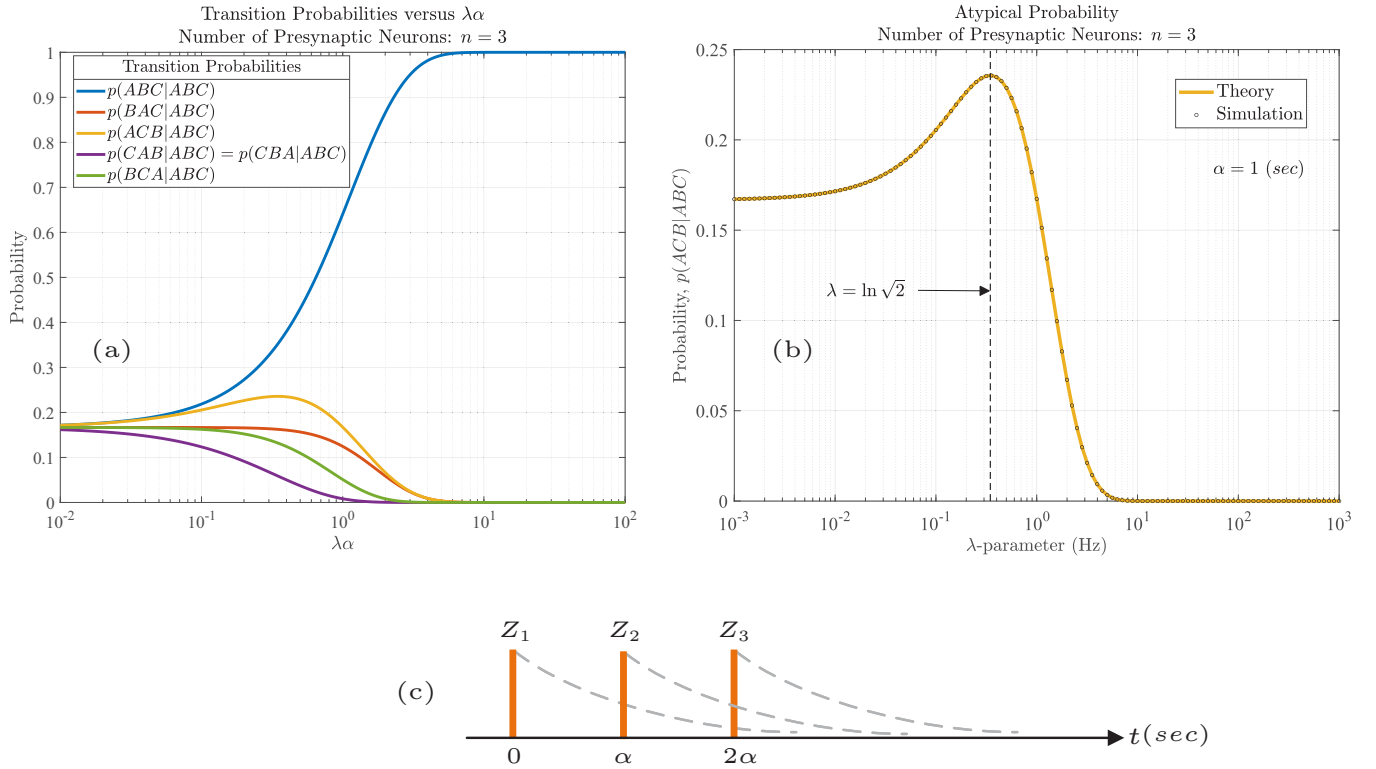 Transition Probabilities versus λα
Number of Presynaptic Neurons: n = 3
Transition Probabilities
p(ABC|ABC)
p(BAC|ABC)
p(ACB|ABC)
p(CAB|ABC) = p(CBA|ABC)
p(BCA|ABC)
Probability
1
0.9
0.8
0.7
0.6
0.5
0.4
0.3
0.2
0.1
0
(a)
10^-2
10^-1
10^0
10^1
10^2
λα
Atypical Probability
Number of Presynaptic Neurons: n = 3
Theory
Simulation
α = 1 (sec)
λ = ln √2
(b)
Probability, p(ACB|ABC)
0.25
0.2
0.15
0.1
0.05
0
10^-3
10^-2
10^-1
10^0
10^1
10^2
10^3
λ-parameter (Hz)
(c)
Z_1
Z_2
Z_3
0
α
2α
t(sec)